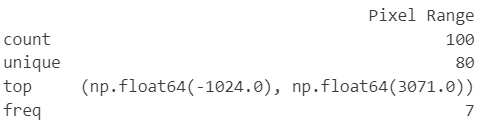 Pixel Range
count 100
unique 80
top (np.float64(-1024.0), np.float64(3071.0))
freq 7